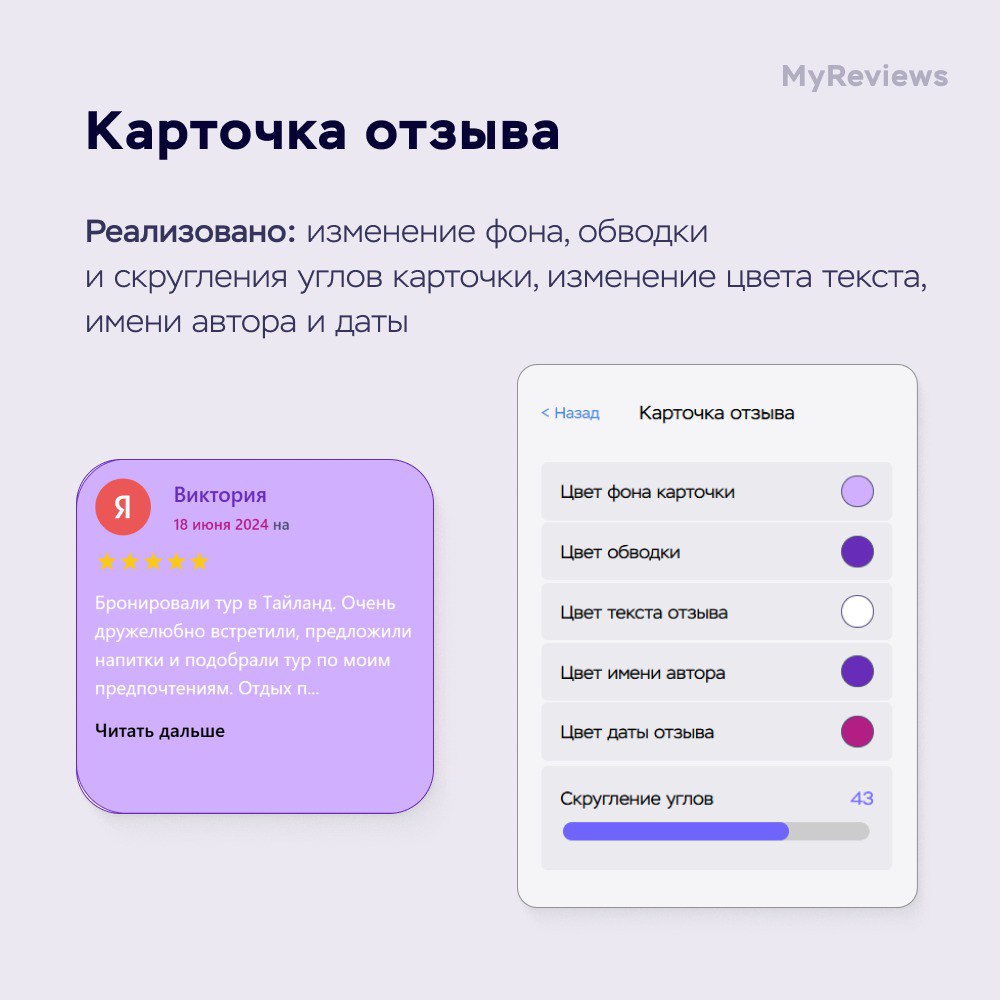 MyReviews
Карточка отзыва
Реализовано: изменение фона, обводки
и скругления углов карточки, изменение цвета текста,
имени автора и даты
Я
Виктория
18 июня 2024 на
Бронировали тур в Тайланд. Очень
дружелюбно встретили, предложили
напитки и подобрали тур по моим
предпочтениям. Отдых п...
Читать дальше
< Назад
Карточка отзыва
Цвет фона карточки
Цвет обводки
Цвет текста отзыва
Цвет имени автора
Цвет даты отзыва
Скругление углов
43